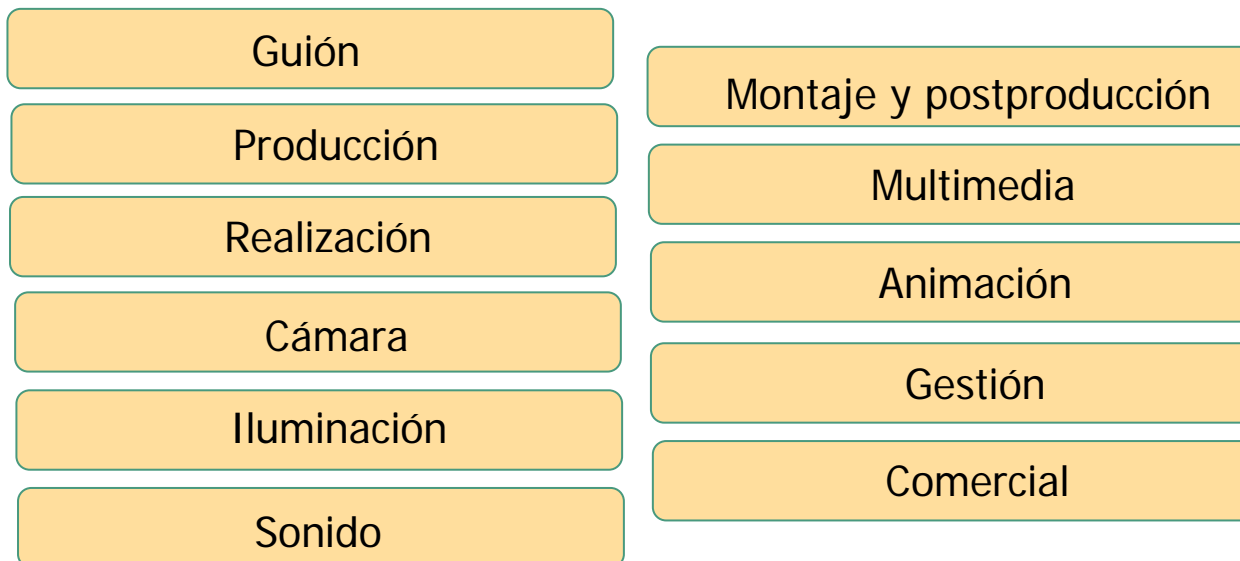 Guión
Producción
Realización
Cámara
Iluminación
Sonido
Montaje y postproducción
Multimedia
Animación
Gestión
Comercial